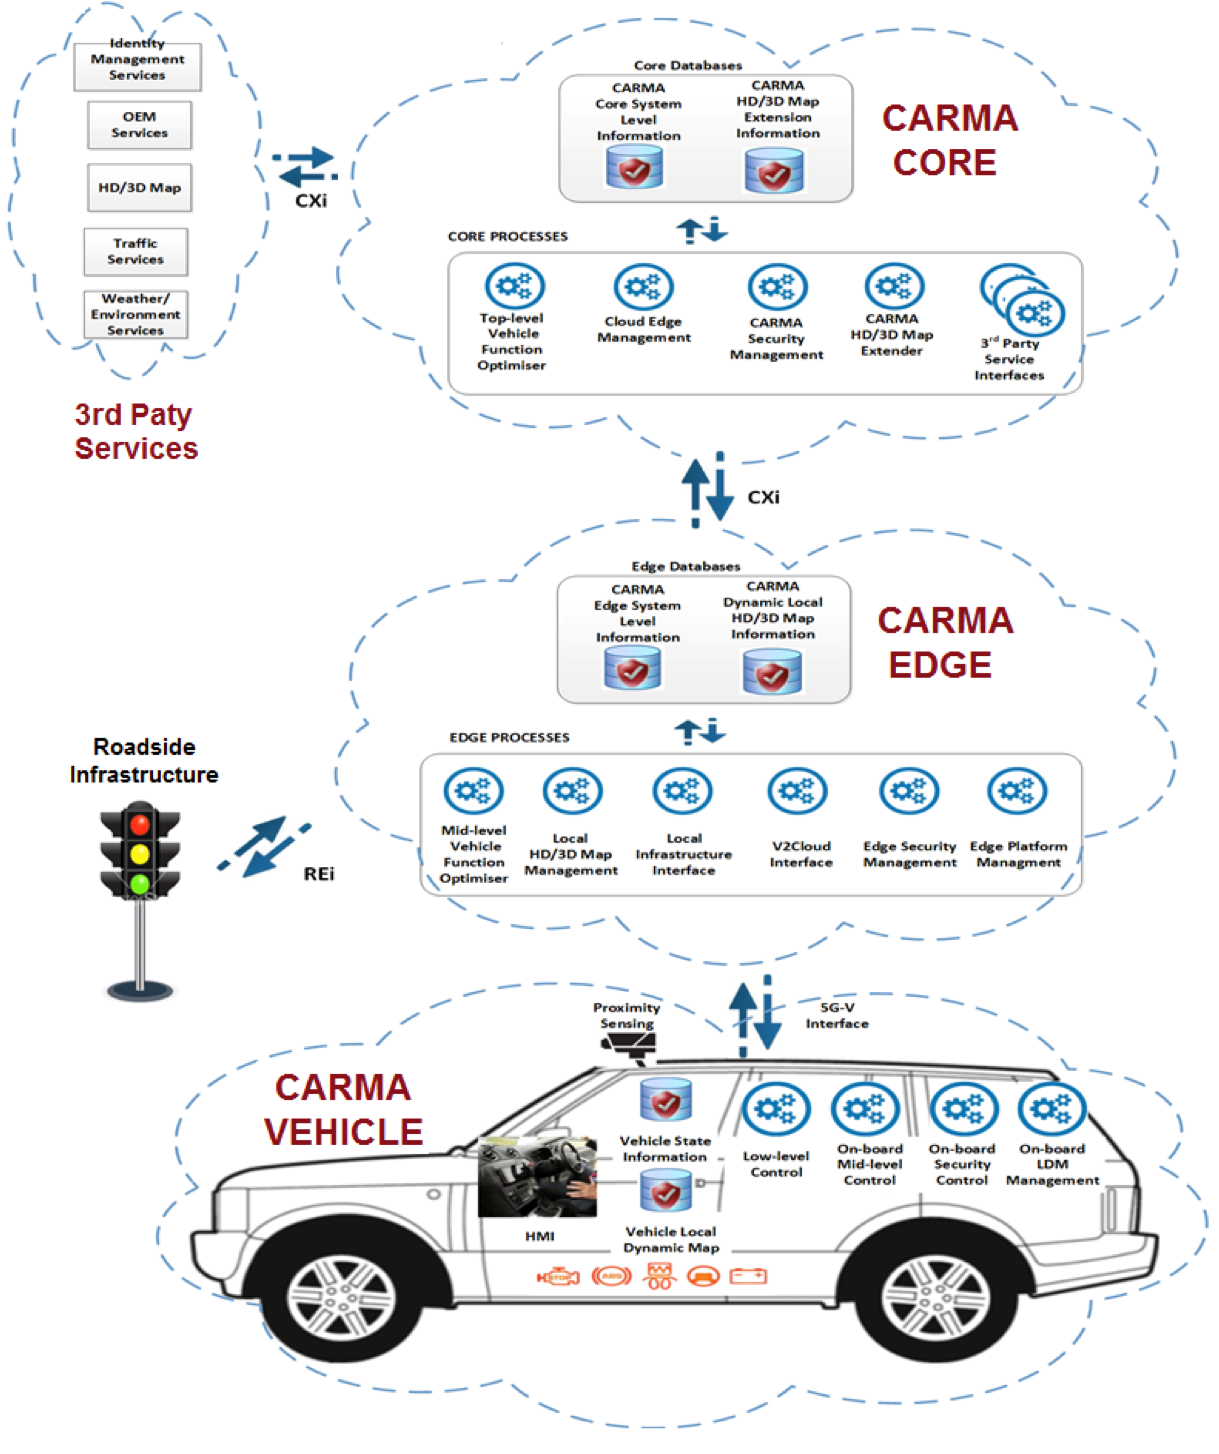 Identity
Management
Services
OEM
Services
HD/3D Map
Traffic
Services
Weather/
Environment
Services
3rd Paty
Services
CXi
Core Databases
CARMA
Core System
Level
Information
CARMA
HD/3D Map
Extension
Information
CARMA
CORE
CORE PROCESSES
Top-level
Vehicle
Function
Optimiser
Cloud Edge
Management
CARMA
Security
Management
CARMA
HD/3D Map
Extender
3rd Party
Service
Interfaces
CXi
Edge Databases
CARMA
Edge System
Level
Information
CARMA
Dynamic Local
HD/3D Map
Information
CARMA
EDGE
EDGE PROCESSES
Mid-level
Vehicle
Function
Optimiser
Local
HD/3D Map
Management
Local
Infrastructure
Interface
V2Cloud
Interface
Edge Security
Management
Edge Platform
Managment
Roadside
Infrastructure
REi
Proximity
Sensing
5G-V
Interface
CARMA
VEHICLE
Vehicle State
Information
Low-level
Control
On-board
Mid-level
Control
On-board
Security
Control
On-board
LDM
Management
HMI
Vehicle Local
Dynamic Map
STOP
ABS